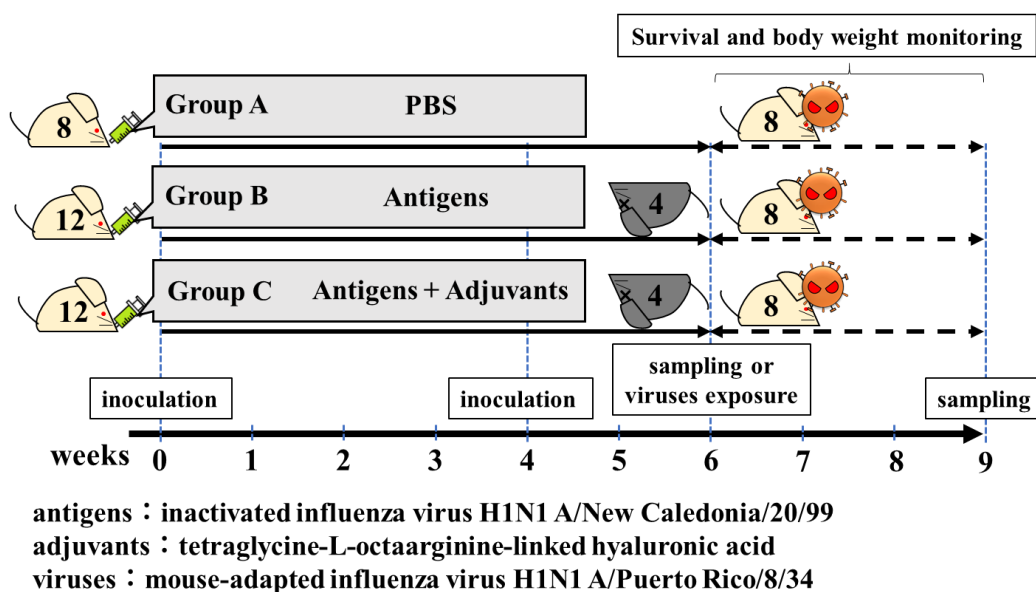 Survival and body weight monitoring
8
Group A
PBS
8
12
Group B
Antigens
4
8
12
Group C
Antigens + Adjuvants
4
8
inoculation
inoculation
sampling or
viruses exposure
sampling
weeks
0
1
2
3
4
5
6
7
8
9
antigens：inactivated influenza virus H1N1 A/New Caledonia/20/99
adjuvants：tetraglycine-L-octaarginine-linked hyaluronic acid
viruses：mouse-adapted influenza virus H1N1 A/Puerto Rico/8/34